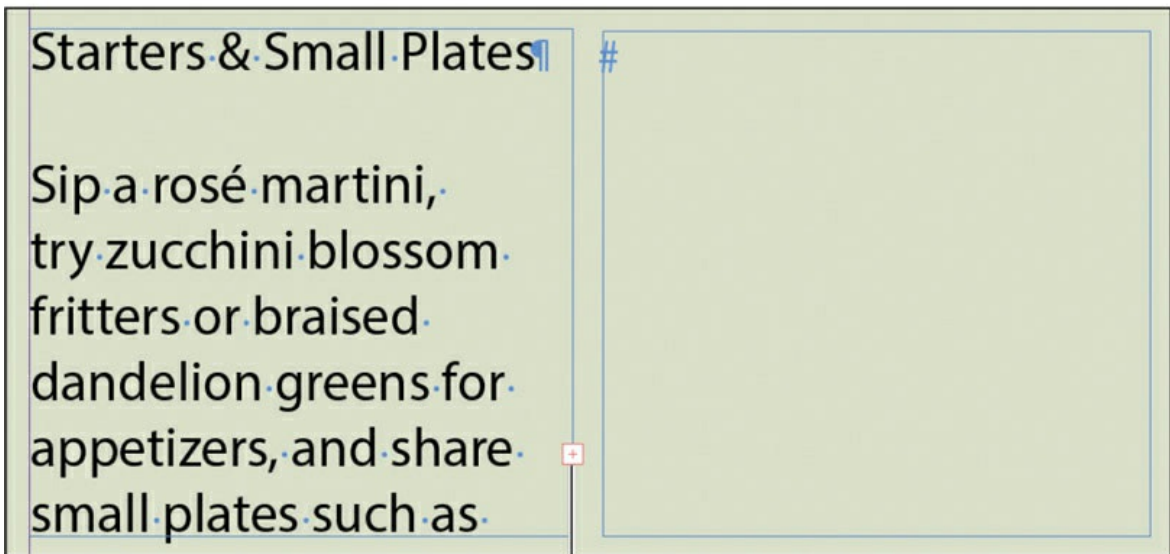 Starters & Small Plates¶
#
Sip a rosé martini,
try zucchini blossom
fritters or braised
dandelion greens for
appetizers, and share
small plates such as